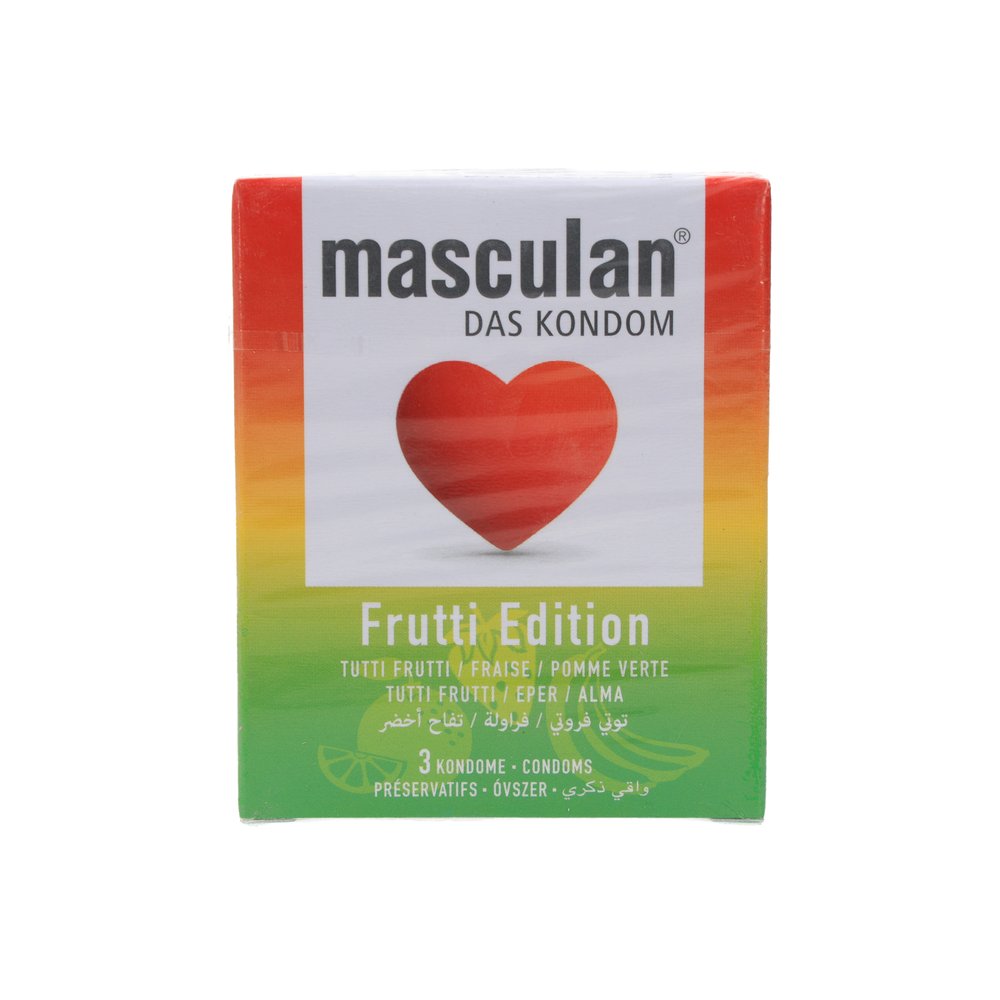 masculan®
DAS KONDOM
Frutti Edition
TUTTI FRUTTI / FRAISE / POMME VERTE
TUTTI FRUTTI / EPER / ALMA
توتي فروتي / فراولة / تفاح أخضر
3 KONDOME • CONDOMS
PRÉSERVATIFS • ÓVSZER • واقي ذكري